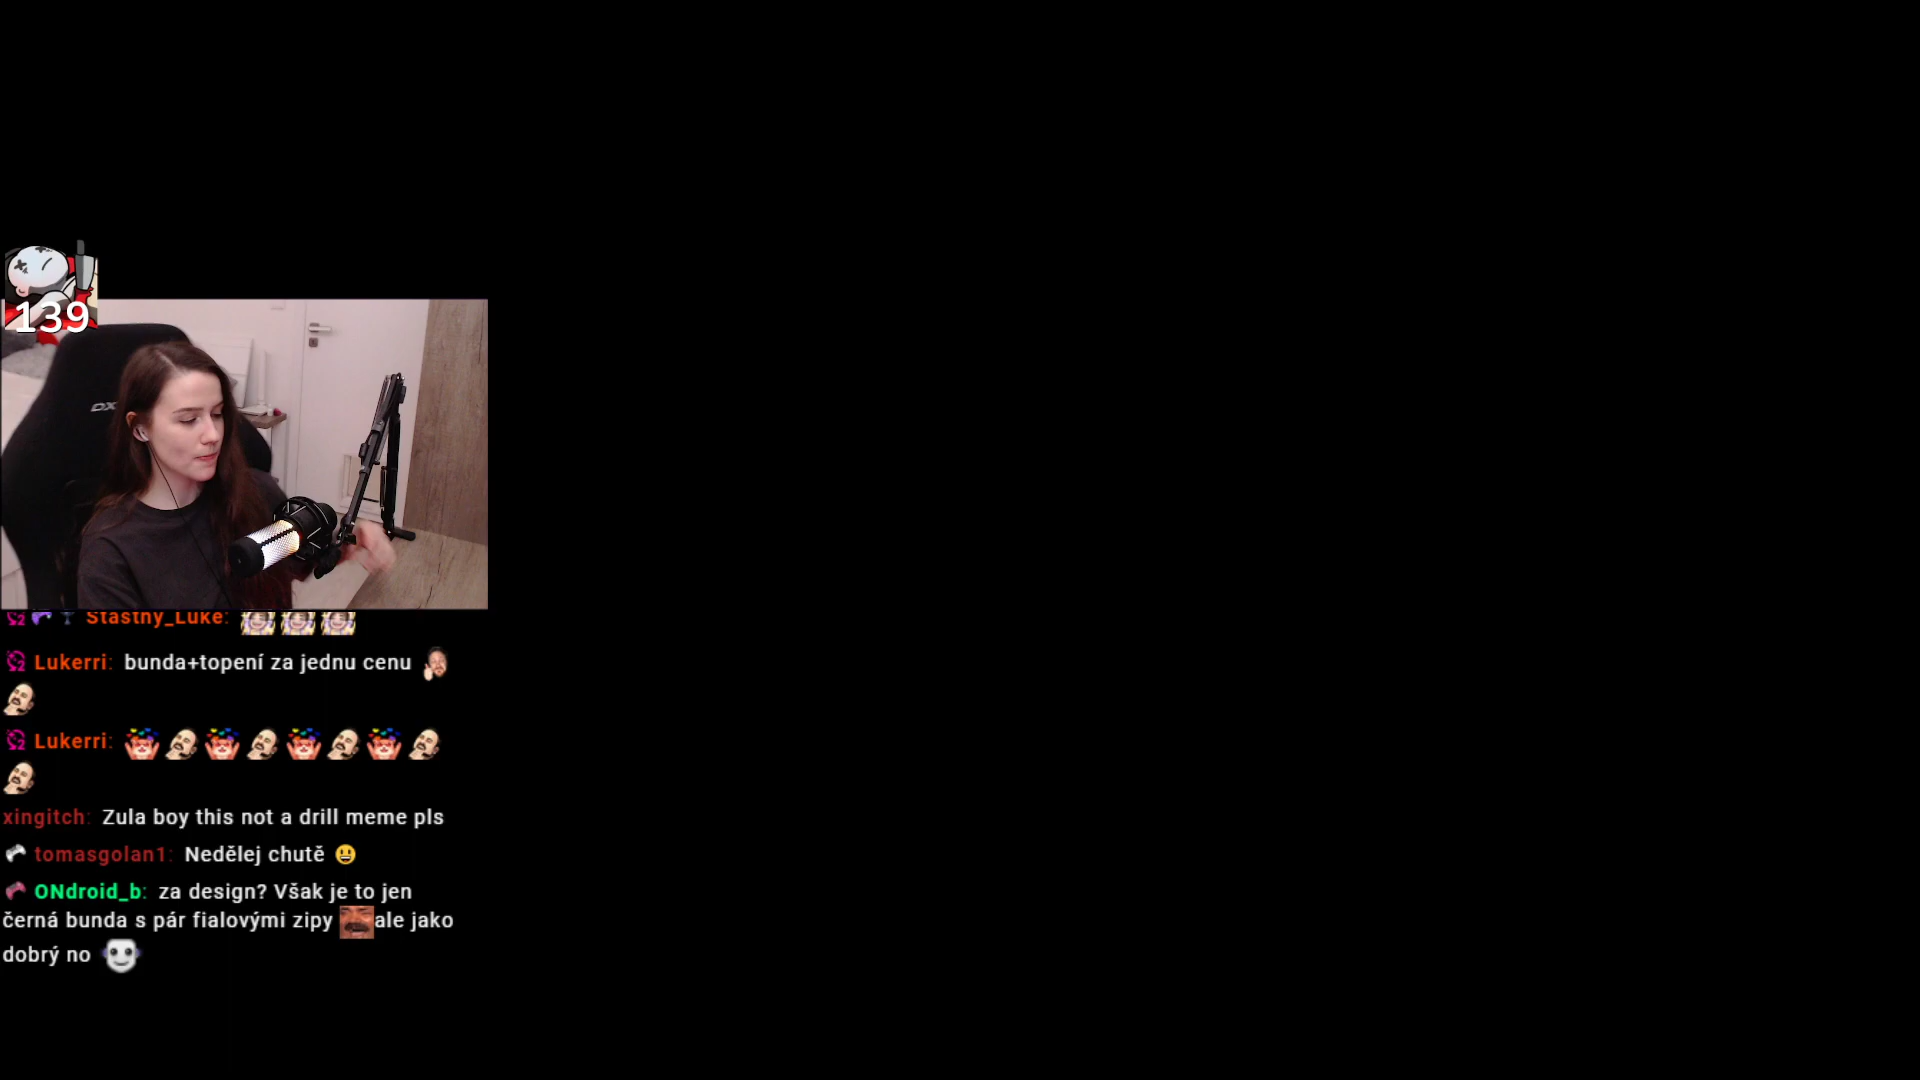 139
DX
Stastny_Luke:
Lukerri: bunda+topení za jednu cenu
Lukerri:
xingitch: Zula boy this not a drill meme pls
tomasgolan1: Nedělej chutě 😃
ONdroid_b: za design? Však je to jen
černá bunda s pár fialovými zipy ale jako
dobrý no